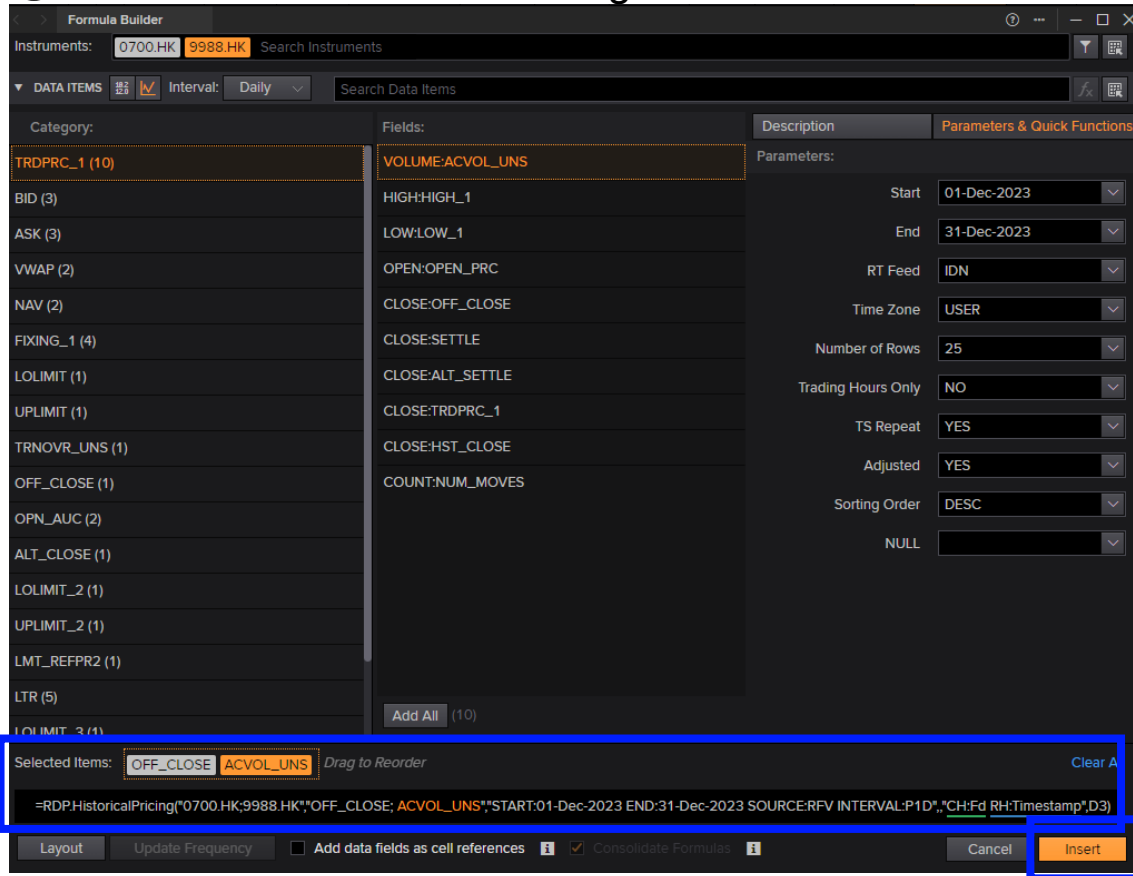 Formula Builder
Instruments: 0700.HK 9988.HK Search Instruments
DATA ITEMS Interval: Daily Search Data Items
Category: Fields: Description Parameters & Quick Functions
TRDPRC_1 (10)
BID (3)
ASK (3)
VWAP (2)
NAV (2)
FIXING_1 (4)
LOLIMIT (1)
UPLIMIT (1)
TRNOVR_UNS (1)
OFF_CLOSE (1)
OPN_AUC (2)
ALT_CLOSE (1)
LOLIMIT_2 (1)
UPLIMIT_2 (1)
LMT_REFPR2 (1)
LTR (5)
LOLIMIT_3 (1)
VOLUME:ACVOL_UNS
HIGH:HIGH_1
LOW:LOW_1
OPEN:OPEN_PRC
CLOSE:OFF_CLOSE
CLOSE:SETTLE
CLOSE:ALT_SETTLE
CLOSE:TRDPRC_1
CLOSE:HST_CLOSE
COUNT:NUM_MOVES
Add All (10)
Parameters:
Start 01-Dec-2023
End 31-Dec-2023
RT Feed IDN
Time Zone USER
Number of Rows 25
Trading Hours Only NO
TS Repeat YES
Adjusted YES
Sorting Order DESC
NULL
Selected Items: OFF_CLOSE ACVOL_UNS Drag to Reorder Clear A
=RDP.HistoricalPricing("0700.HK;9988.HK","OFF_CLOSE; ACVOL_UNS","START:01-Dec-2023 END:31-Dec-2023 SOURCE:RFV INTERVAL:P1D",,"CH:Fd RH:Timestamp",D3)
Layout Update Frequency Add data fields as cell references Consolidate Formulas Cancel Insert